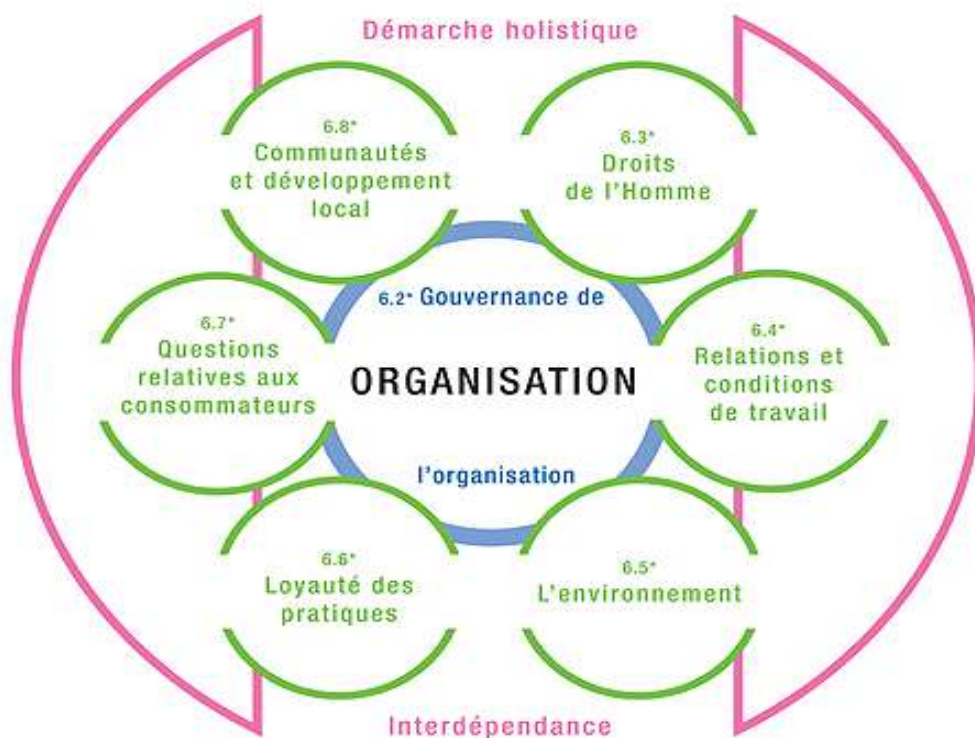 Démarche holistique
6.8*
Communautés
et développement
local
6.3*
Droits
de l'Homme
6.2* Gouvernance de
ORGANISATION
l'organisation
6.7*
Questions
relatives aux
consommateurs
6.4*
Relations et
conditions
de travail
6.6*
Loyauté des
pratiques
6.5*
L'environnement
Interdépendance